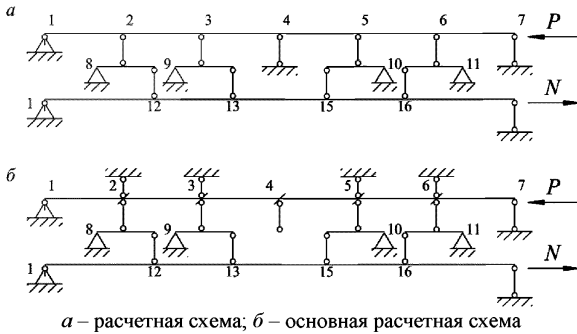 а
1 2 3 4 5 6 7 P
8 9 10 11
1 12 13 15 16 N
б
1 2 3 4 5 6 7 P
8 9 10 11
1 12 13 15 16 N
а – расчетная схема; б – основная расчетная схема